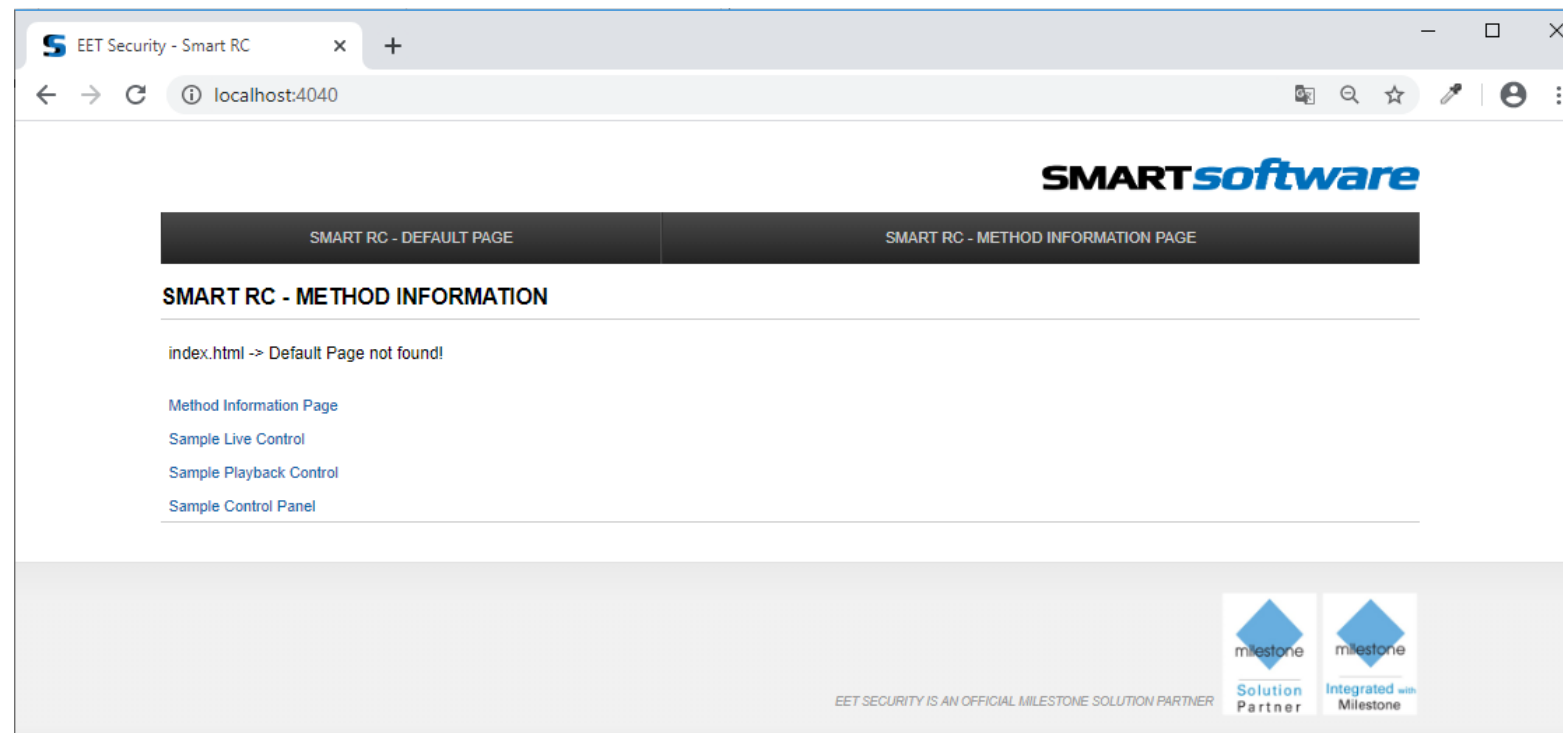 EET Security - Smart RC
localhost:4040
SMARTsoftware
SMART RC - DEFAULT PAGE SMART RC - METHOD INFORMATION PAGE
SMART RC - METHOD INFORMATION
index.html -> Default Page not found!
Method Information Page
Sample Live Control
Sample Playback Control
Sample Control Panel
milestone milestone
EET SECURITY IS AN OFFICIAL MILESTONE SOLUTION PARTNER
Solution Integrated with
Partner Milestone